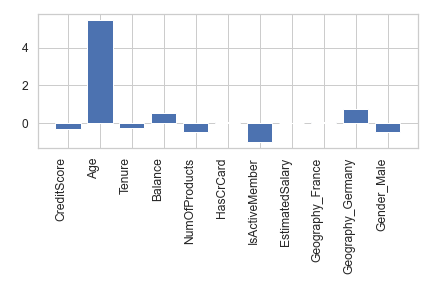 4
2
0
CreditScore
Age
Tenure
Balance
NumOfProducts
HasCrCard
IsActiveMember
EstimatedSalary
Geography_France
Geography_Germany
Gender_Male